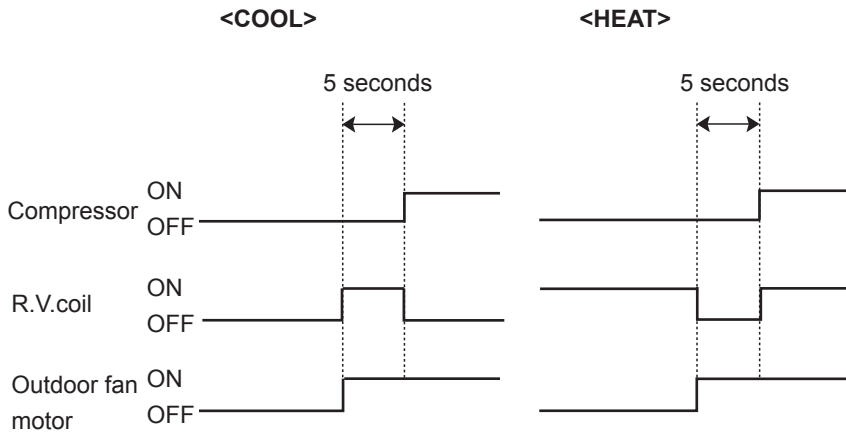 <COOL>
<HEAT>
5 seconds
5 seconds
Compressor
ON
OFF
R.V.coil
ON
OFF
Outdoor fan
motor
ON
OFF